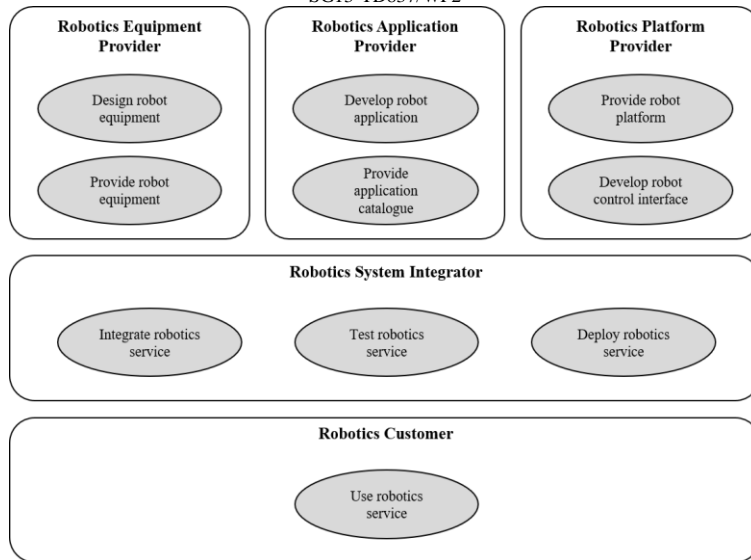 Robotics Equipment
Provider
Design robot
equipment
Provide robot
equipment
Robotics Application
Provider
Develop robot
application
Provide
application
catalogue
Robotics Platform
Provider
Provide robot
platform
Develop robot
control interface
Robotics System Integrator
Integrate robotics
service
Test robotics
service
Deploy robotics
service
Robotics Customer
Use robotics
service